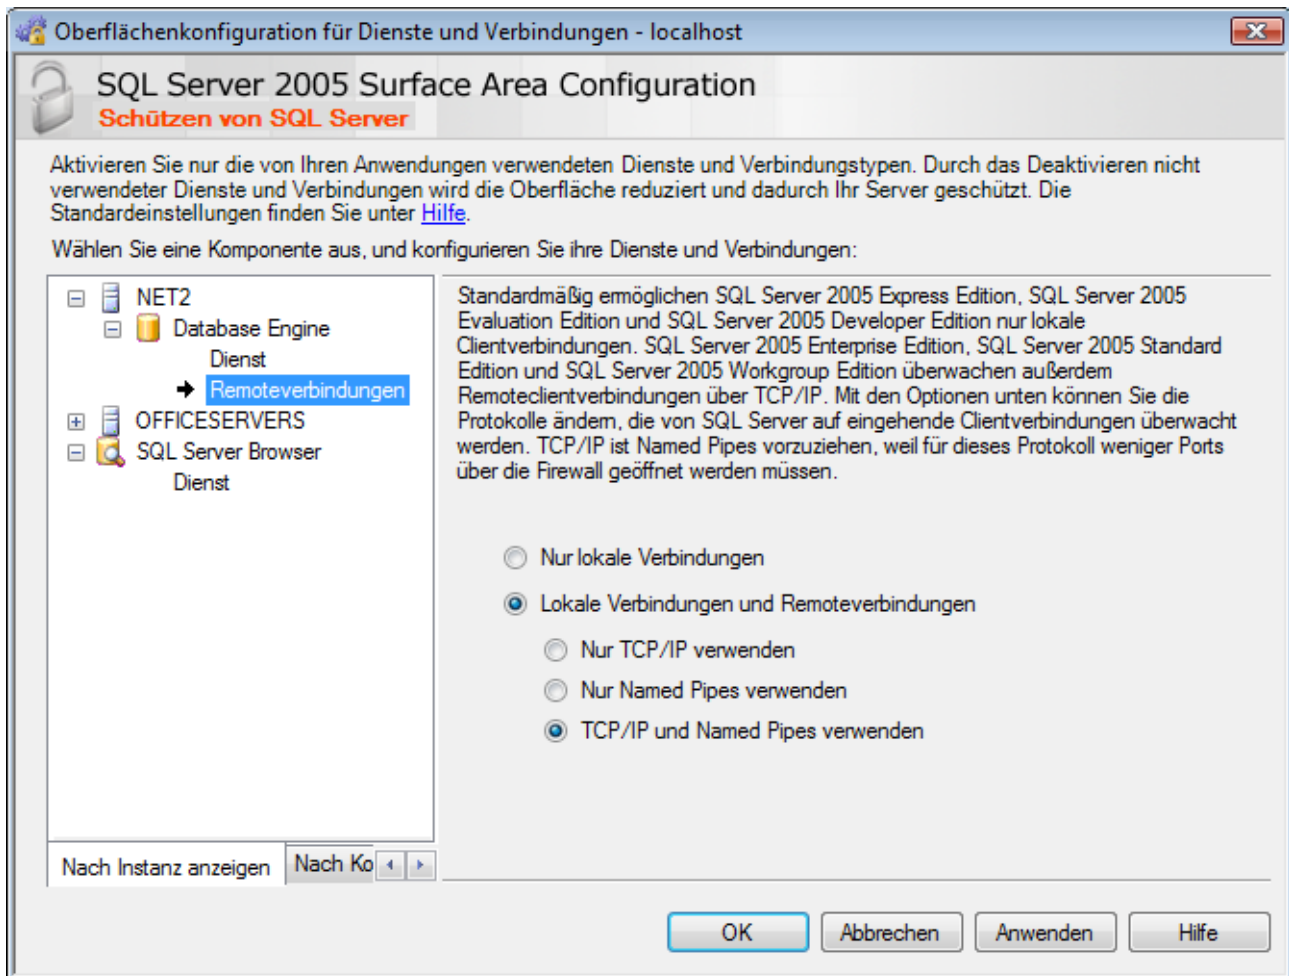 Oberflächenkonfiguration für Dienste und Verbindungen - localhost
SQL Server 2005 Surface Area Configuration
Schützen von SQL Server
Aktivieren Sie nur die von Ihren Anwendungen verwendeten Dienste und Verbindungstypen. Durch das Deaktivieren nicht
verwendeter Dienste und Verbindungen wird die Oberfläche reduziert und dadurch Ihr Server geschützt. Die
Standardeinstellungen finden Sie unter Hilfe.
Wählen Sie eine Komponente aus, und konfigurieren Sie ihre Dienste und Verbindungen:
NET2
Database Engine
Dienst
Remoteverbindungen
OFFICESERVERS
SQL Server Browser
Dienst
Nach Instanz anzeigen
Nach Ko
Standardmäßig ermöglichen SQL Server 2005 Express Edition, SQL Server 2005
Evaluation Edition und SQL Server 2005 Developer Edition nur lokale
Clientverbindungen. SQL Server 2005 Enterprise Edition, SQL Server 2005 Standard
Edition und SQL Server 2005 Workgroup Edition überwachen außerdem
Remoteclientverbindungen über TCP/IP. Mit den Optionen unten können Sie die
Protokolle ändern, die von SQL Server auf eingehende Clientverbindungen überwacht
werden. TCP/IP ist Named Pipes vorzuziehen, weil für dieses Protokoll weniger Ports
über die Firewall geöffnet werden müssen.
Nur lokale Verbindungen
Lokale Verbindungen und Remoteverbindungen
Nur TCP/IP verwenden
Nur Named Pipes verwenden
TCP/IP und Named Pipes verwenden
OK
Abbrechen
Anwenden
Hilfe